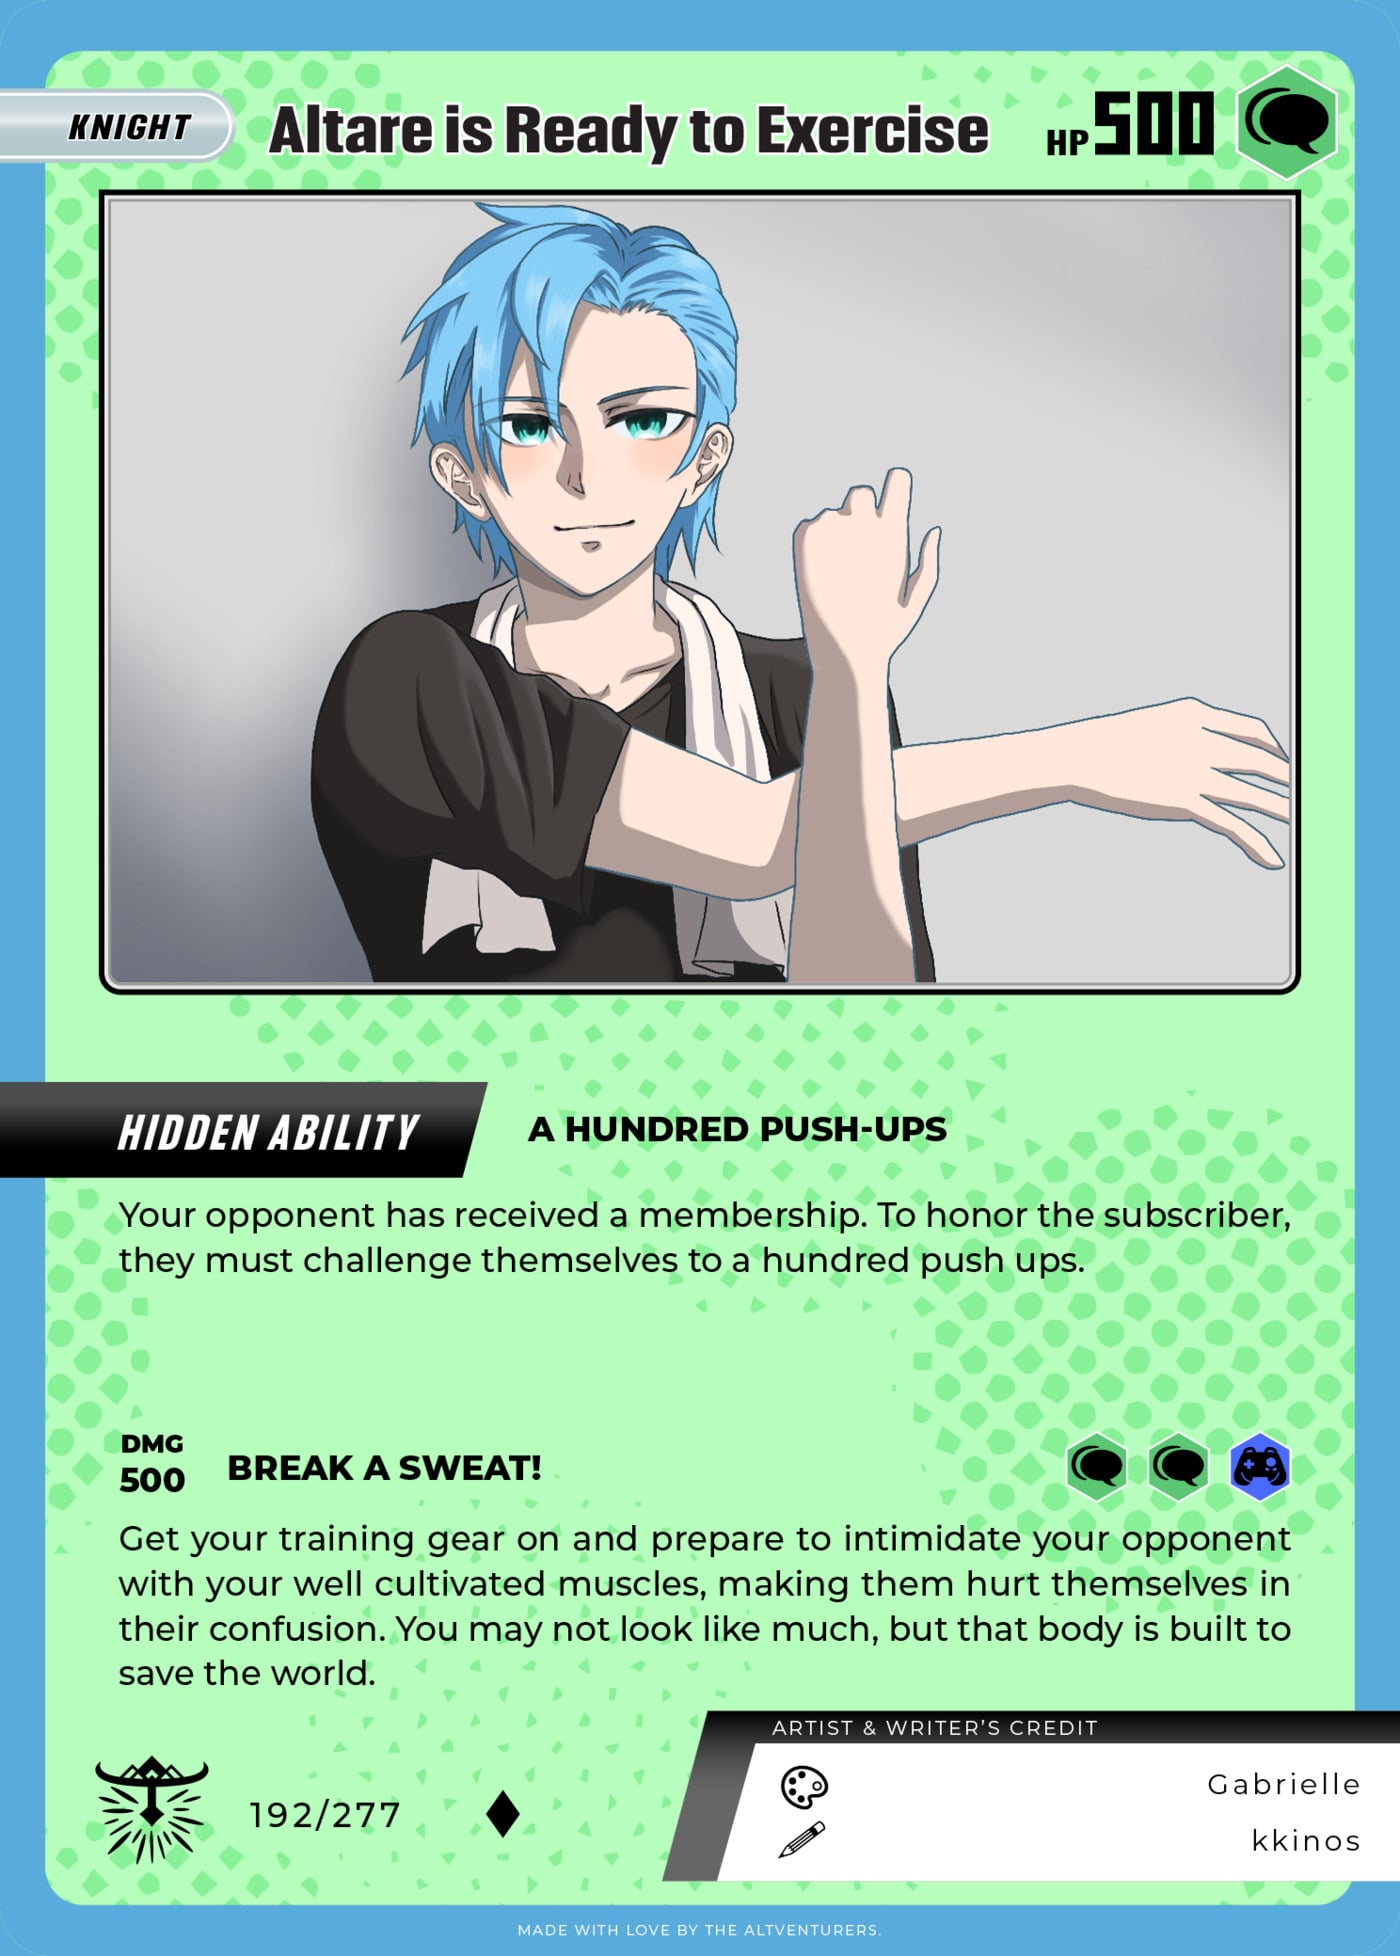 KNIGHT
Altare is Ready to Exercise
HP 500
HIDDEN ABILITY
A HUNDRED PUSH-UPS
Your opponent has received a membership. To honor the subscriber,
they must challenge themselves to a hundred push ups.
DMG
500
BREAK A SWEAT!
Get your training gear on and prepare to intimidate your opponent
with your well cultivated muscles, making them hurt themselves in
their confusion. You may not look like much, but that body is built to
save the world.
ARTIST & WRITER'S CREDIT
Gabrielle
kkinos
192/277
MADE WITH LOVE BY THE ALTVENTURERS.